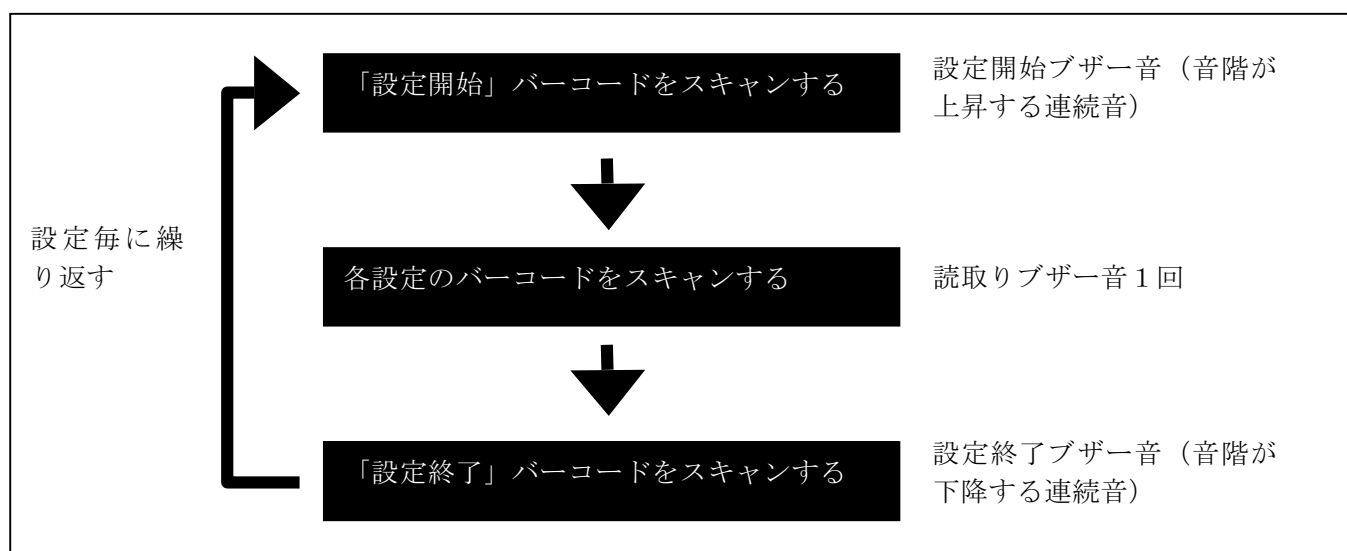 「設定開始」バーコードをスキャンする
設定開始ブザー音（音階が
上昇する連続音）
設定毎に繰
り返す
各設定のバーコードをスキャンする
読取りブザー音１回
「設定終了」バーコードをスキャンする
設定終了ブザー音（音階が
下降する連続音）